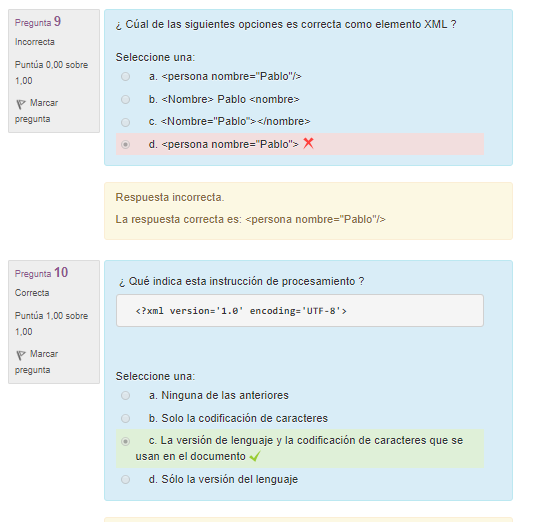 Pregunta 9
Incorrecta
Puntúa 0,00 sobre
1,00
Marcar
pregunta
¿ Cúal de las siguientes opciones es correcta como elemento XML ?
Seleccione una:
a. <persona nombre="Pablo"/>
b. <Nombre> Pablo <nombre>
c. <Nombre="Pablo"></nombre>
d. <persona nombre="Pablo">
Respuesta incorrecta.
La respuesta correcta es: <persona nombre="Pablo"/>
Pregunta 10
Correcta
Puntúa 1,00 sobre
1,00
Marcar
pregunta
¿ Qué indica esta instrucción de procesamiento ?
<?xml version='1.0' encoding='UTF-8'>
Seleccione una:
a. Ninguna de las anteriores
b. Solo la codificación de caracteres
c. La versión de lenguaje y la codificación de caracteres que se
usan en el documento
d. Sólo la versión del lenguaje